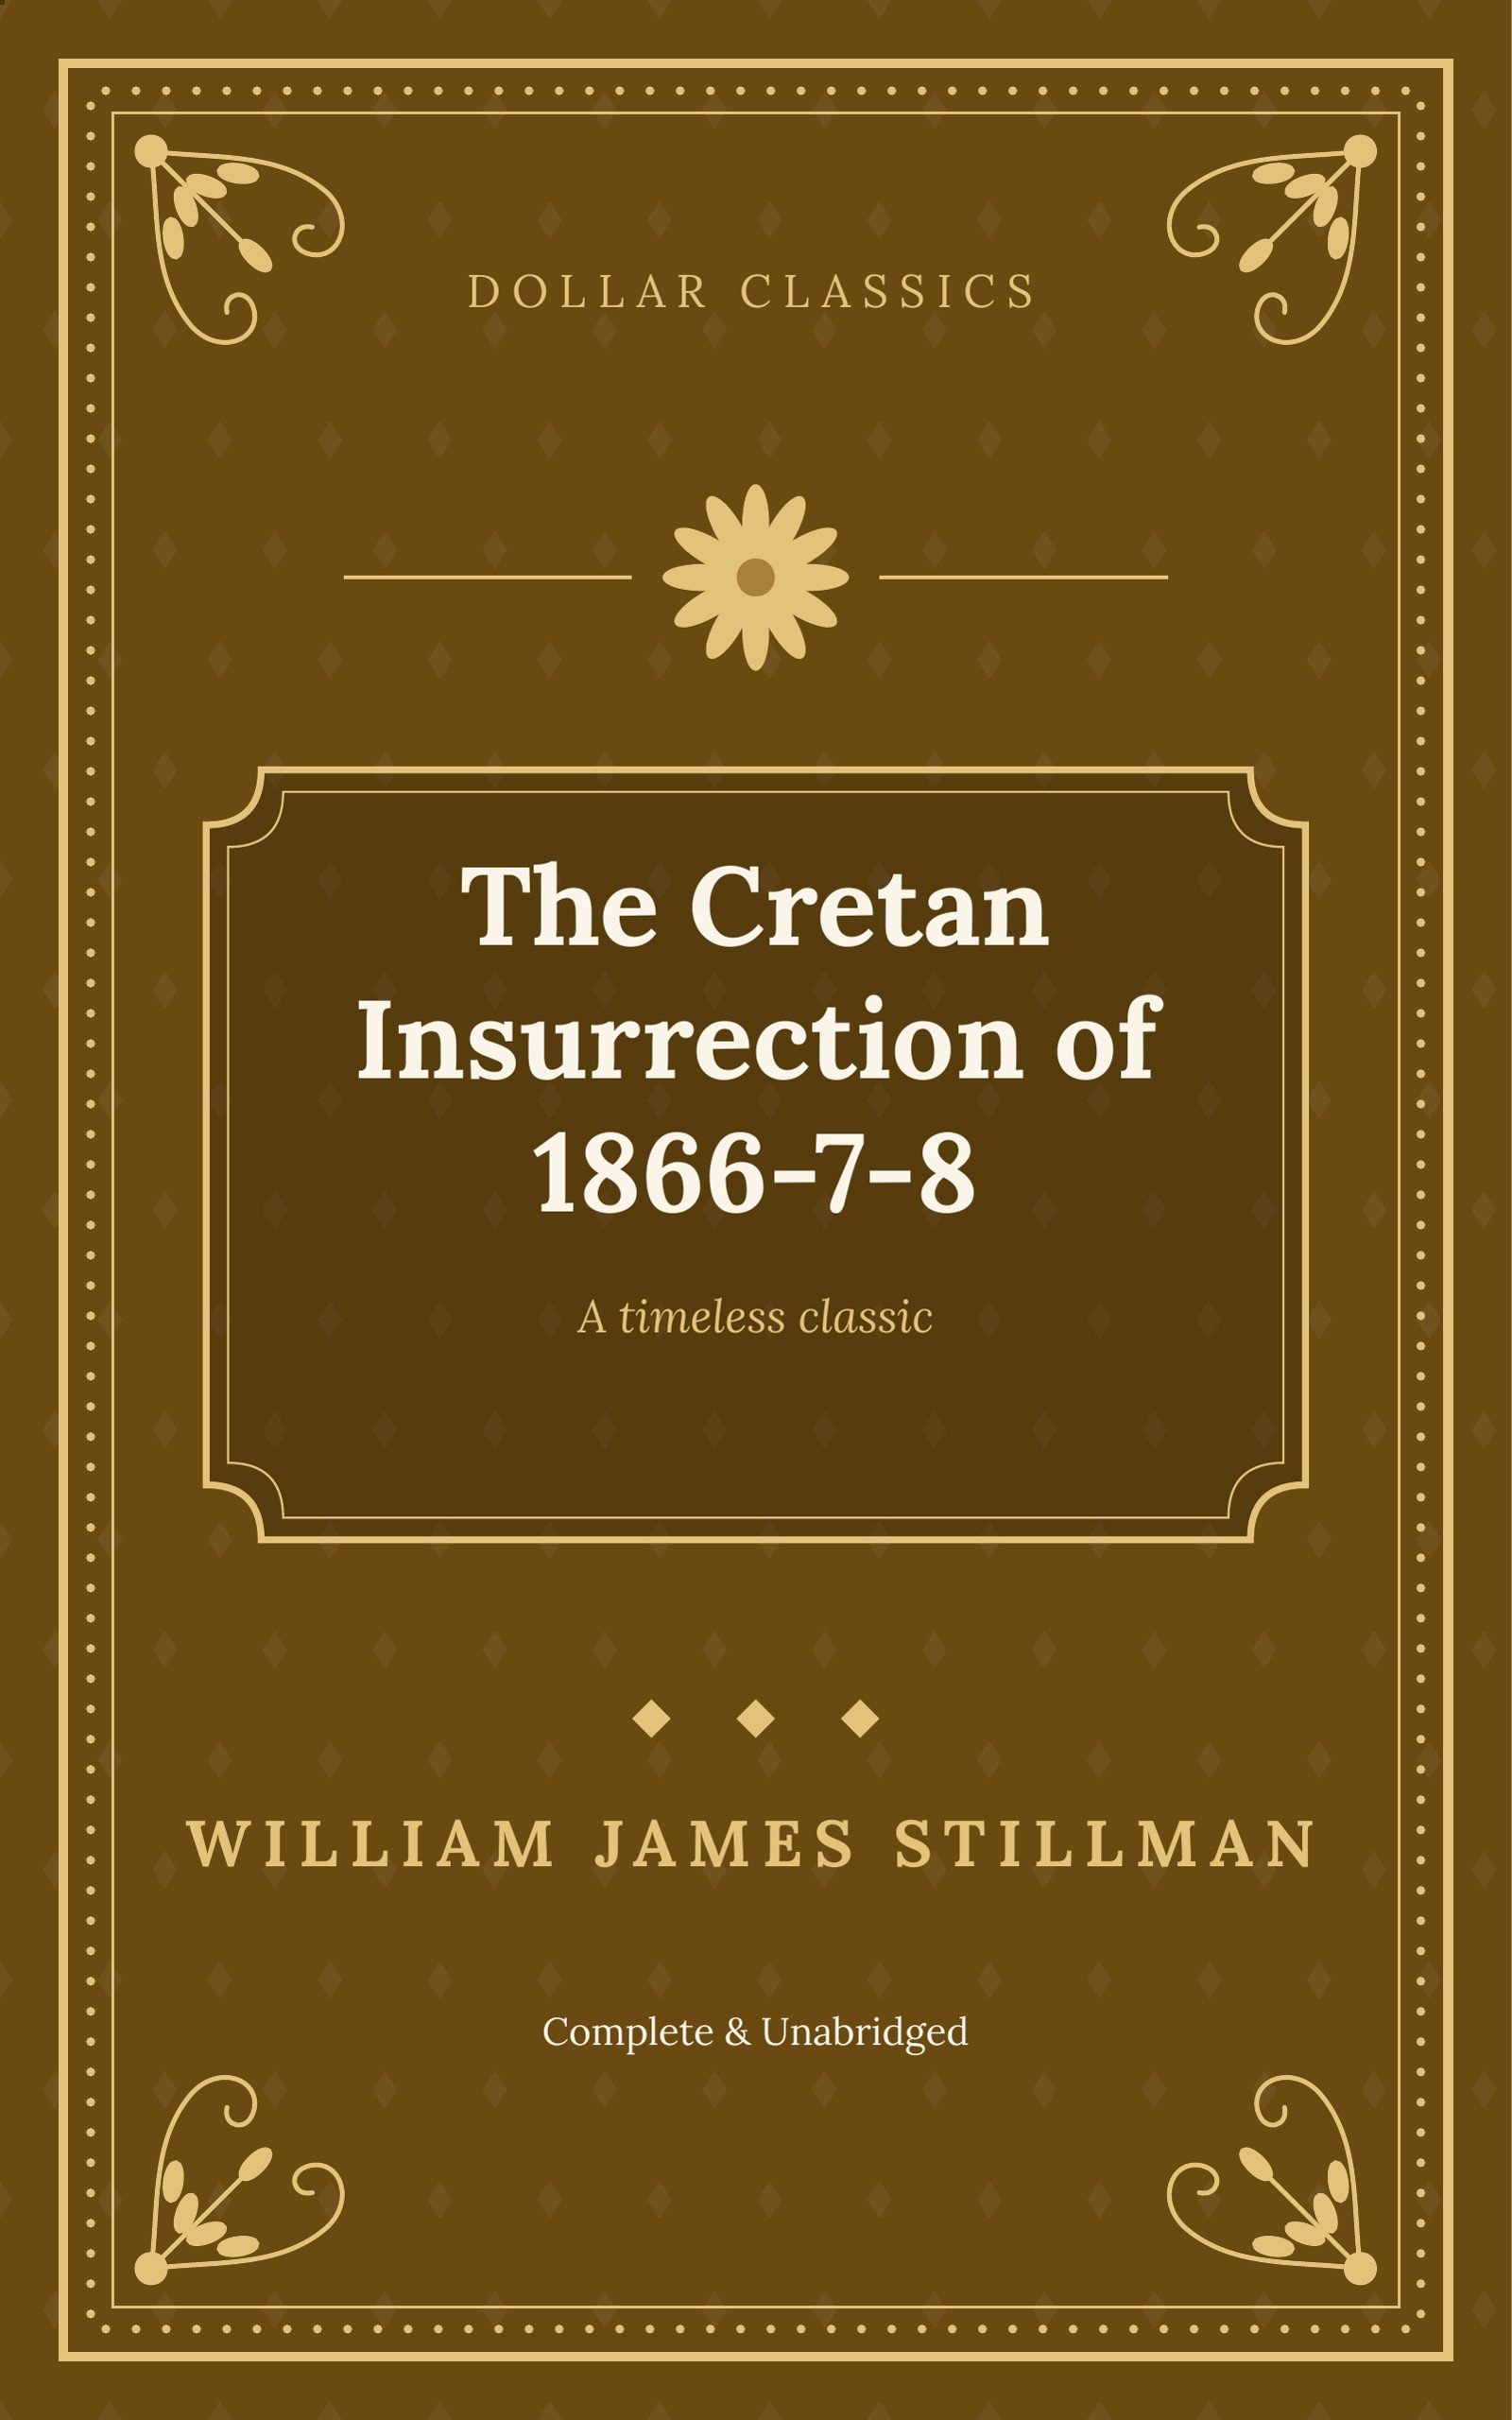 DOLLAR CLASSICS
The Cretan
Insurrection of
1866-7-8
A timeless classic
WILLIAM JAMES STILLMAN
Complete & Unabridged